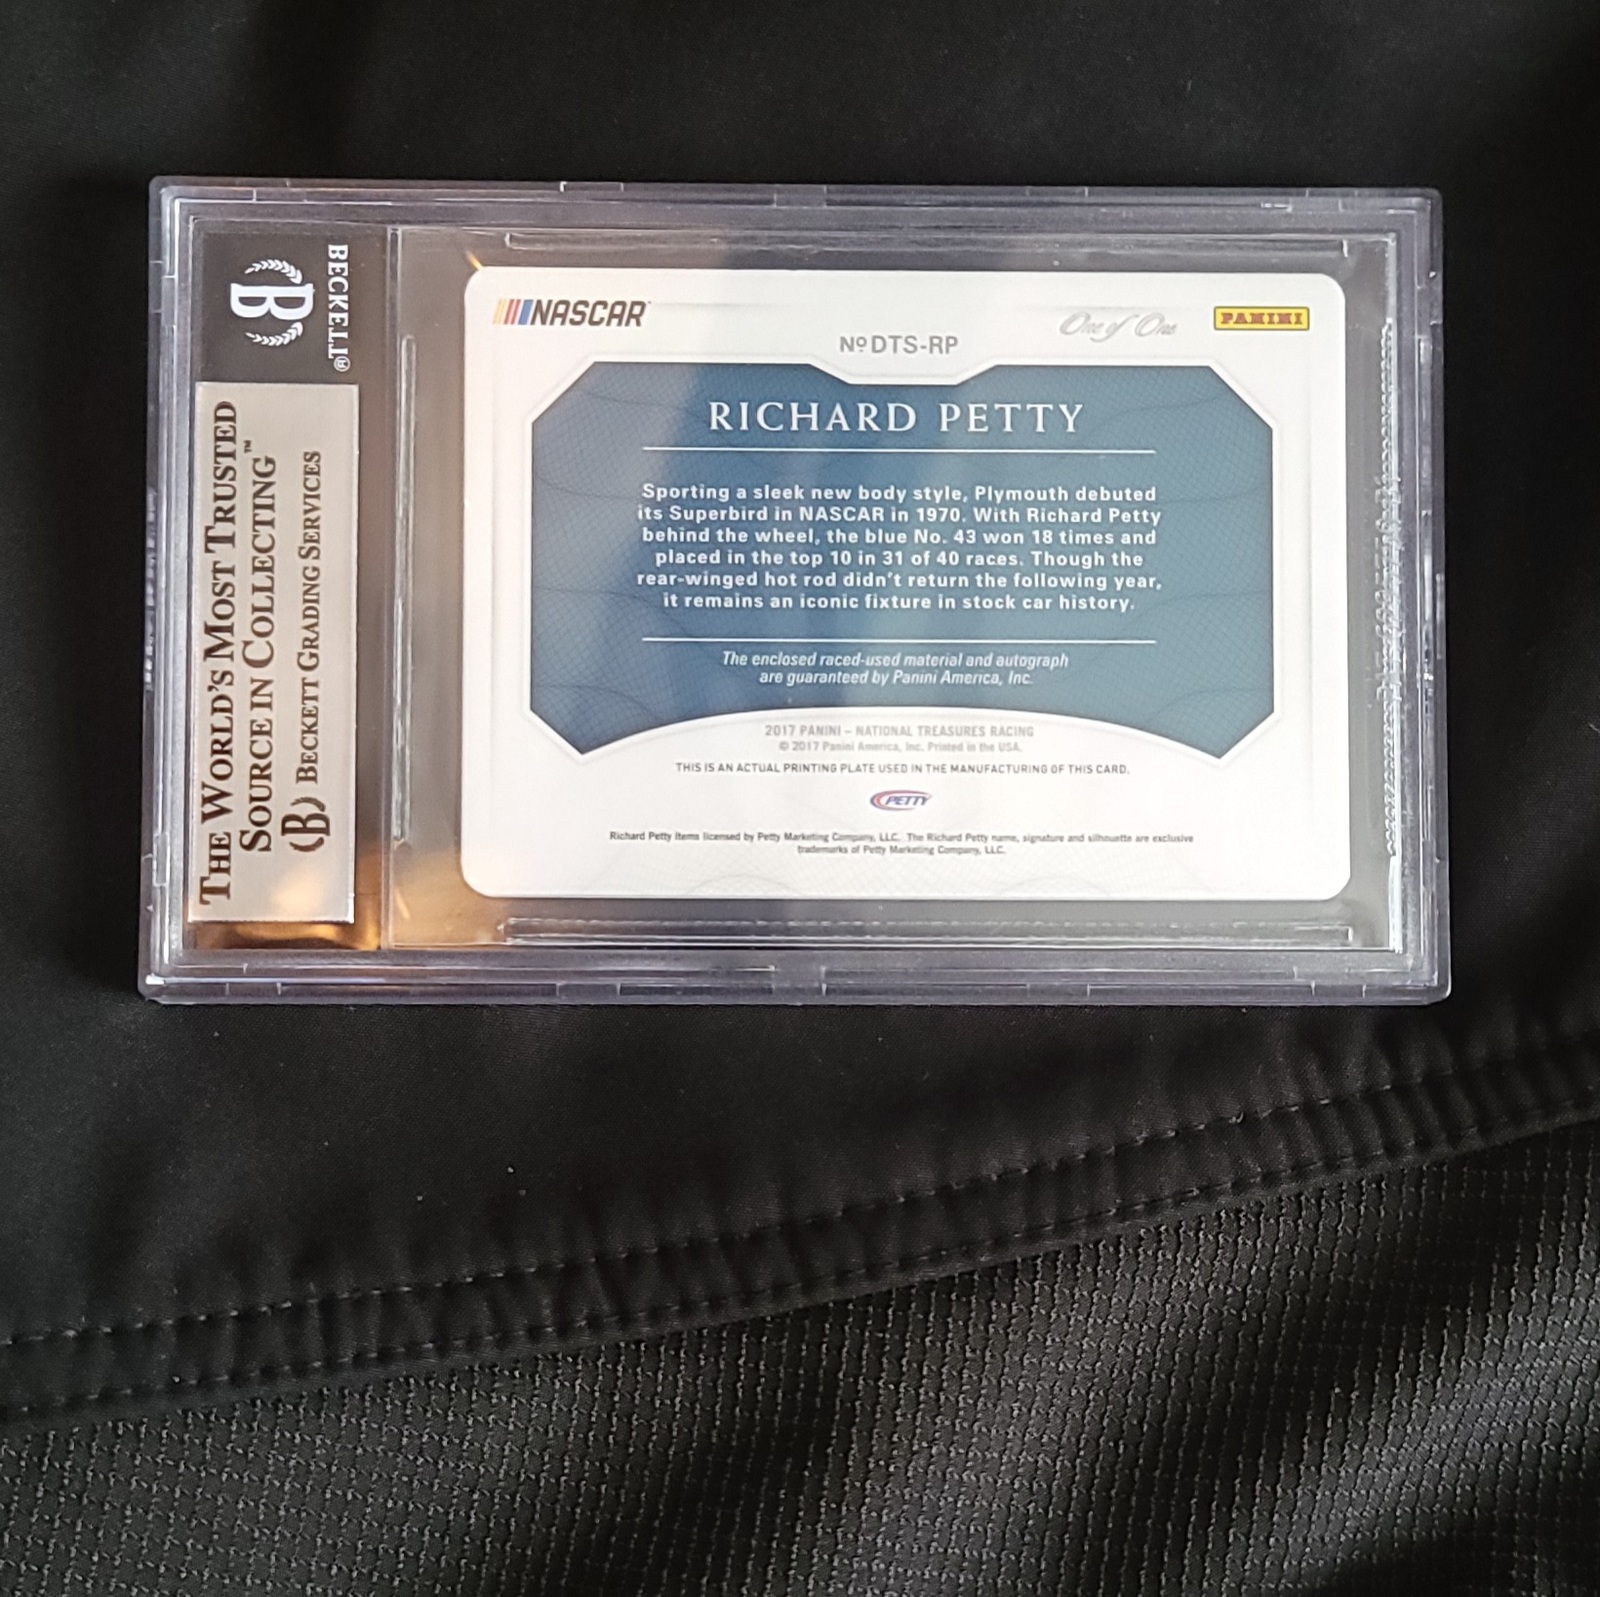 BECKETT®
B
THE WORLD'S MOST TRUSTED
SOURCE IN COLLECTING™
B BECKETT GRADING SERVICES
NASCAR
One of One
PANINI
№ DTS-RP
RICHARD PETTY
Sporting a sleek new body style, Plymouth debuted
its Superbird in NASCAR in 1970. With Richard Petty
behind the wheel, the blue No. 43 won 18 times and
placed in the top 10 in 31 of 40 races. Though the
rear-winged hot rod didn't return the following year,
it remains an iconic fixture in stock car history.
The enclosed raced-used material and autograph
are guaranteed by Panini America, Inc.
2017 PANINI – NATIONAL TREASURES RACING
© 2017 Panini America, Inc. Printed in the USA.
THIS IS AN ACTUAL PRINTING PLATE USED IN THE MANUFACTURING OF THIS CARD.
PETTY
Richard Petty items licensed by Petty Marketing Company, LLC. The Richard Petty name, signature and silhouette are exclusive
trademarks of Petty Marketing Company, LLC.